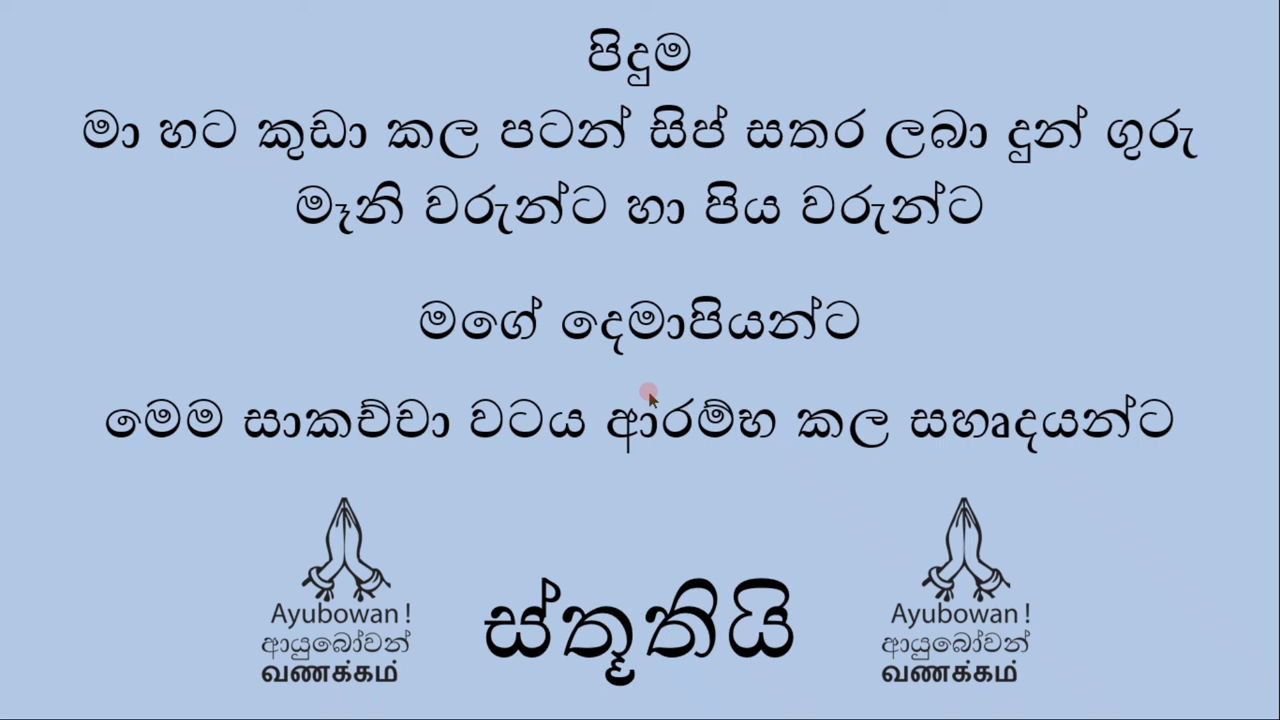 පිදුම
මා හට කුඩා කල පටන් සිප් සතර ලබා දුන් ගුරු
මෑනි වරුන්ට හා පිය වරුන්ට
මගේ දෙමාපියන්ට
මෙම සාකච්චා වටය ආරම්භ කල සහෘදයන්ට
ස්තූතියි
Ayubowan !
ආයුබෝවන්
வணக்கம்
Ayubowan !
ආයුබෝවන්
வணக்கம்